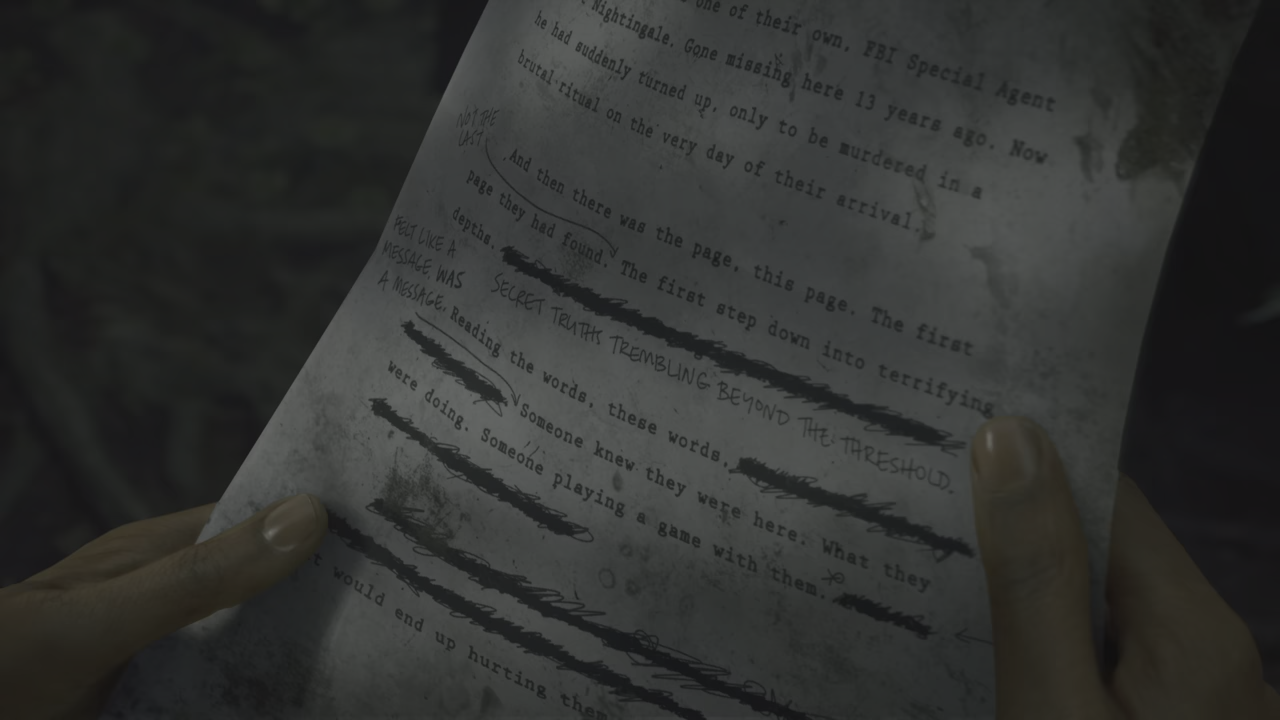 one of their own. FBI Special Agent
Nightingale. Gone missing here 13 years ago. Now
he had suddenly turned up, only to be murdered in a
brutal ritual on the very day of their arrival.
NOT THE
LAST
And then there was the page, this page. The first
page they had found. The first step down into terrifying
depths.
SECRET TRUTHS TREMBLING BEYOND THE THRESHOLD.
FELT LIKE A
MESSAGE, WAS
A MESSAGE.
Reading the words, these words,
Someone knew they were here. What they
were doing. Someone playing a game with them.
would end up hurting them